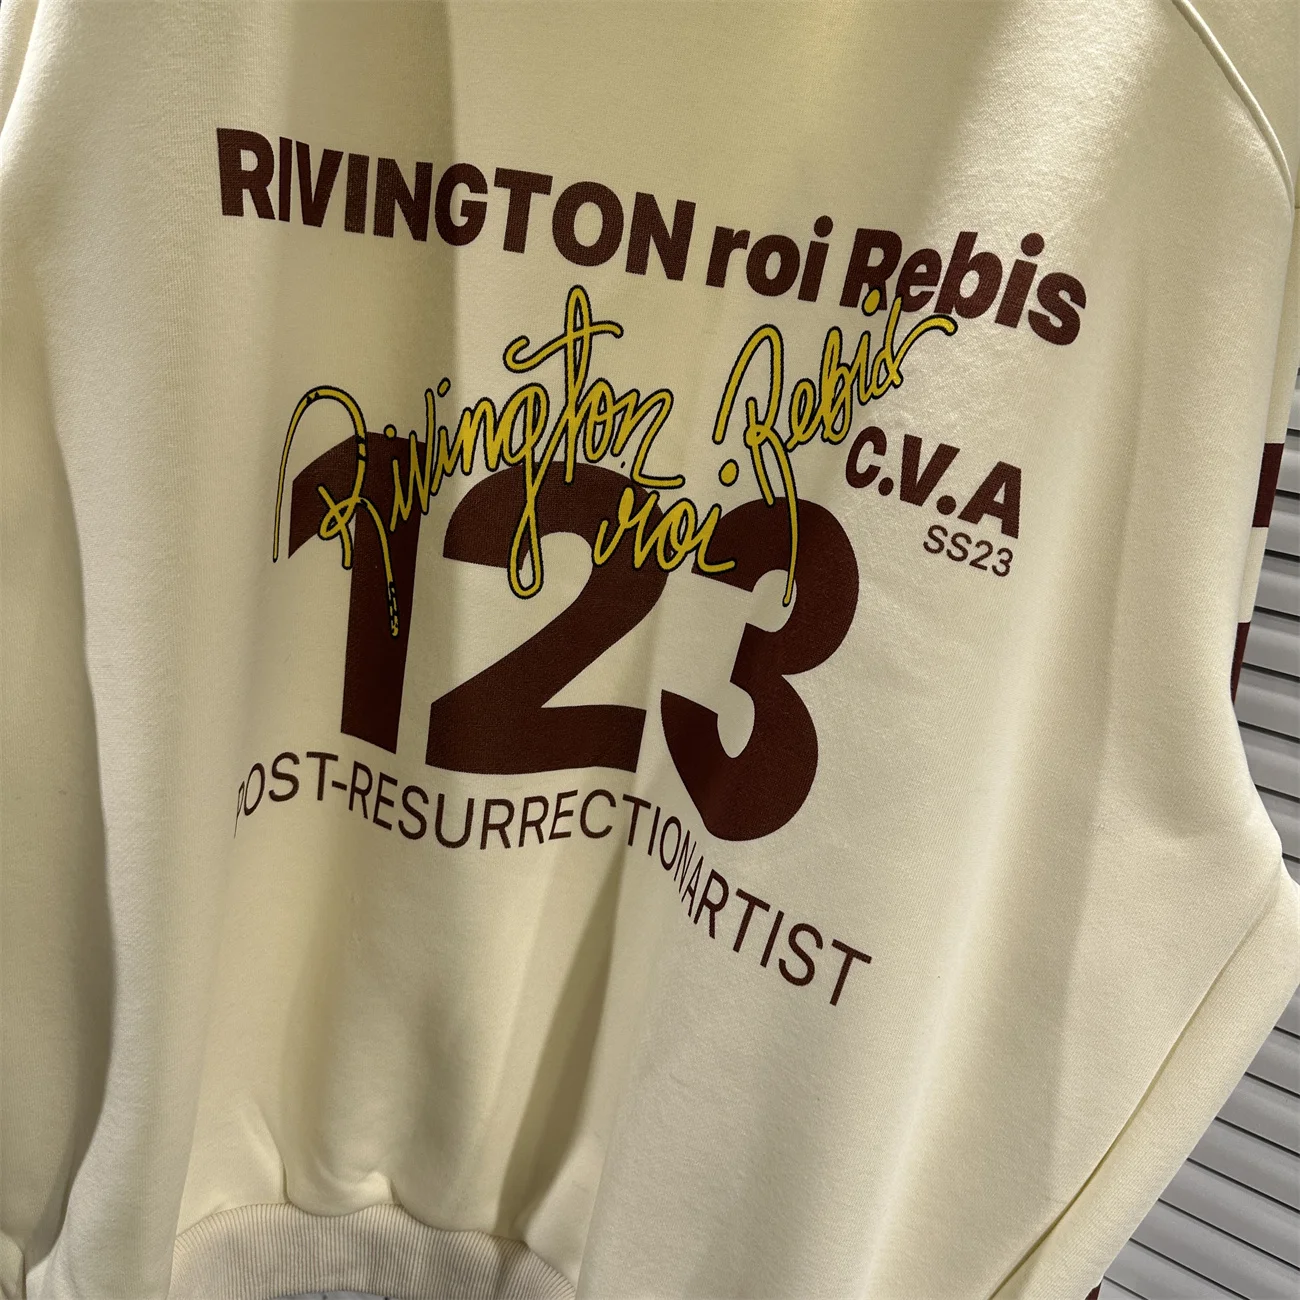 RIVINGTON roi Rebis
Rivington
roi
Rebis
c.v.A
SS23
123
POST-RESURRECTIONARTIST